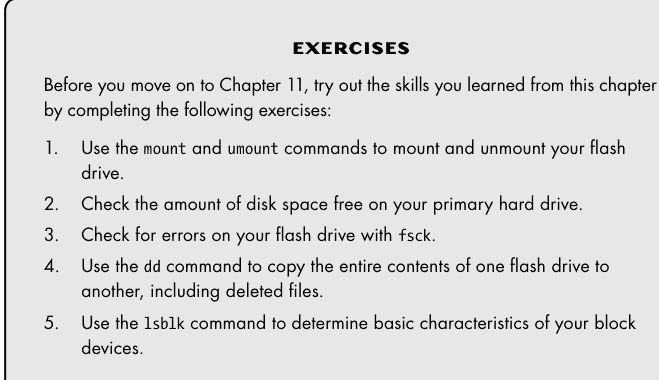 EXERCISES
Before you move on to Chapter 11, try out the skills you learned from this chapter
by completing the following exercises:
1. Use the mount and umount commands to mount and unmount your flash
drive.
2. Check the amount of disk space free on your primary hard drive.
3. Check for errors on your flash drive with fsck.
4. Use the dd command to copy the entire contents of one flash drive to
another, including deleted files.
5. Use the lsblk command to determine basic characteristics of your block
devices.